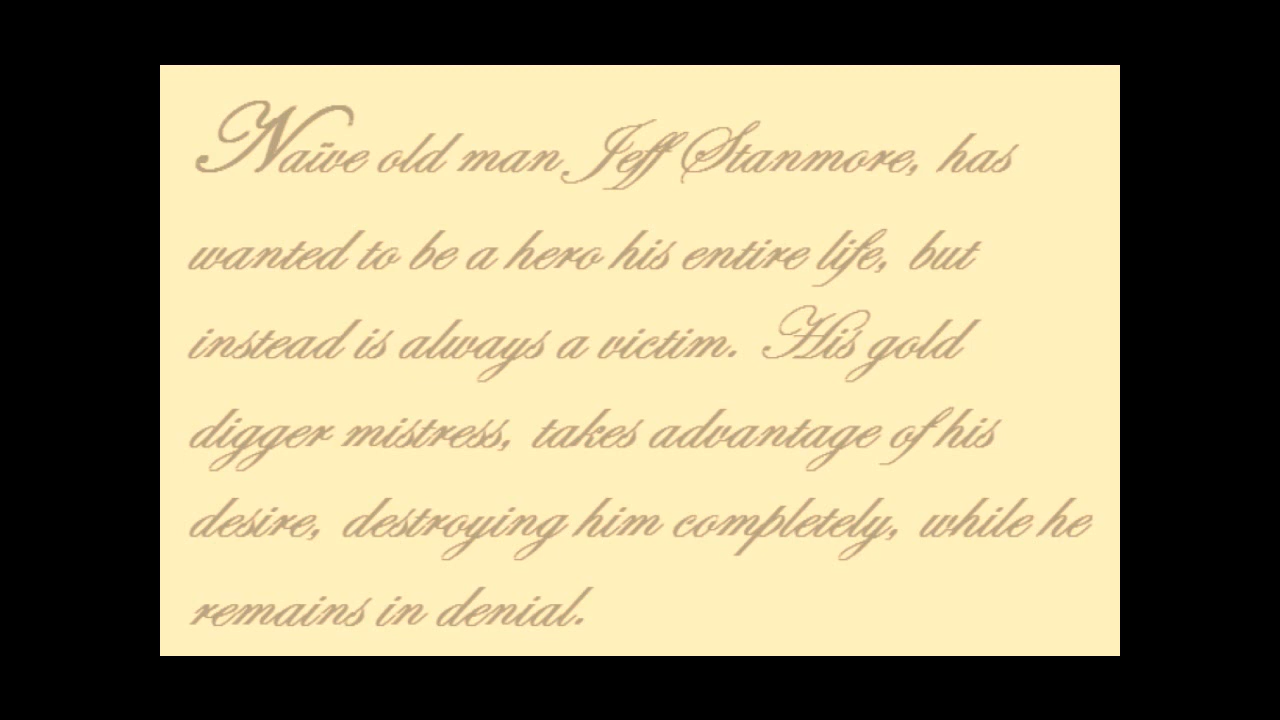 Naïve old man Jeff Stanmore, has
wanted to be a hero his entire life, but
instead is always a victim. His gold
digger mistress, takes advantage of his
desire, destroying him completely, while he
remains in denial.